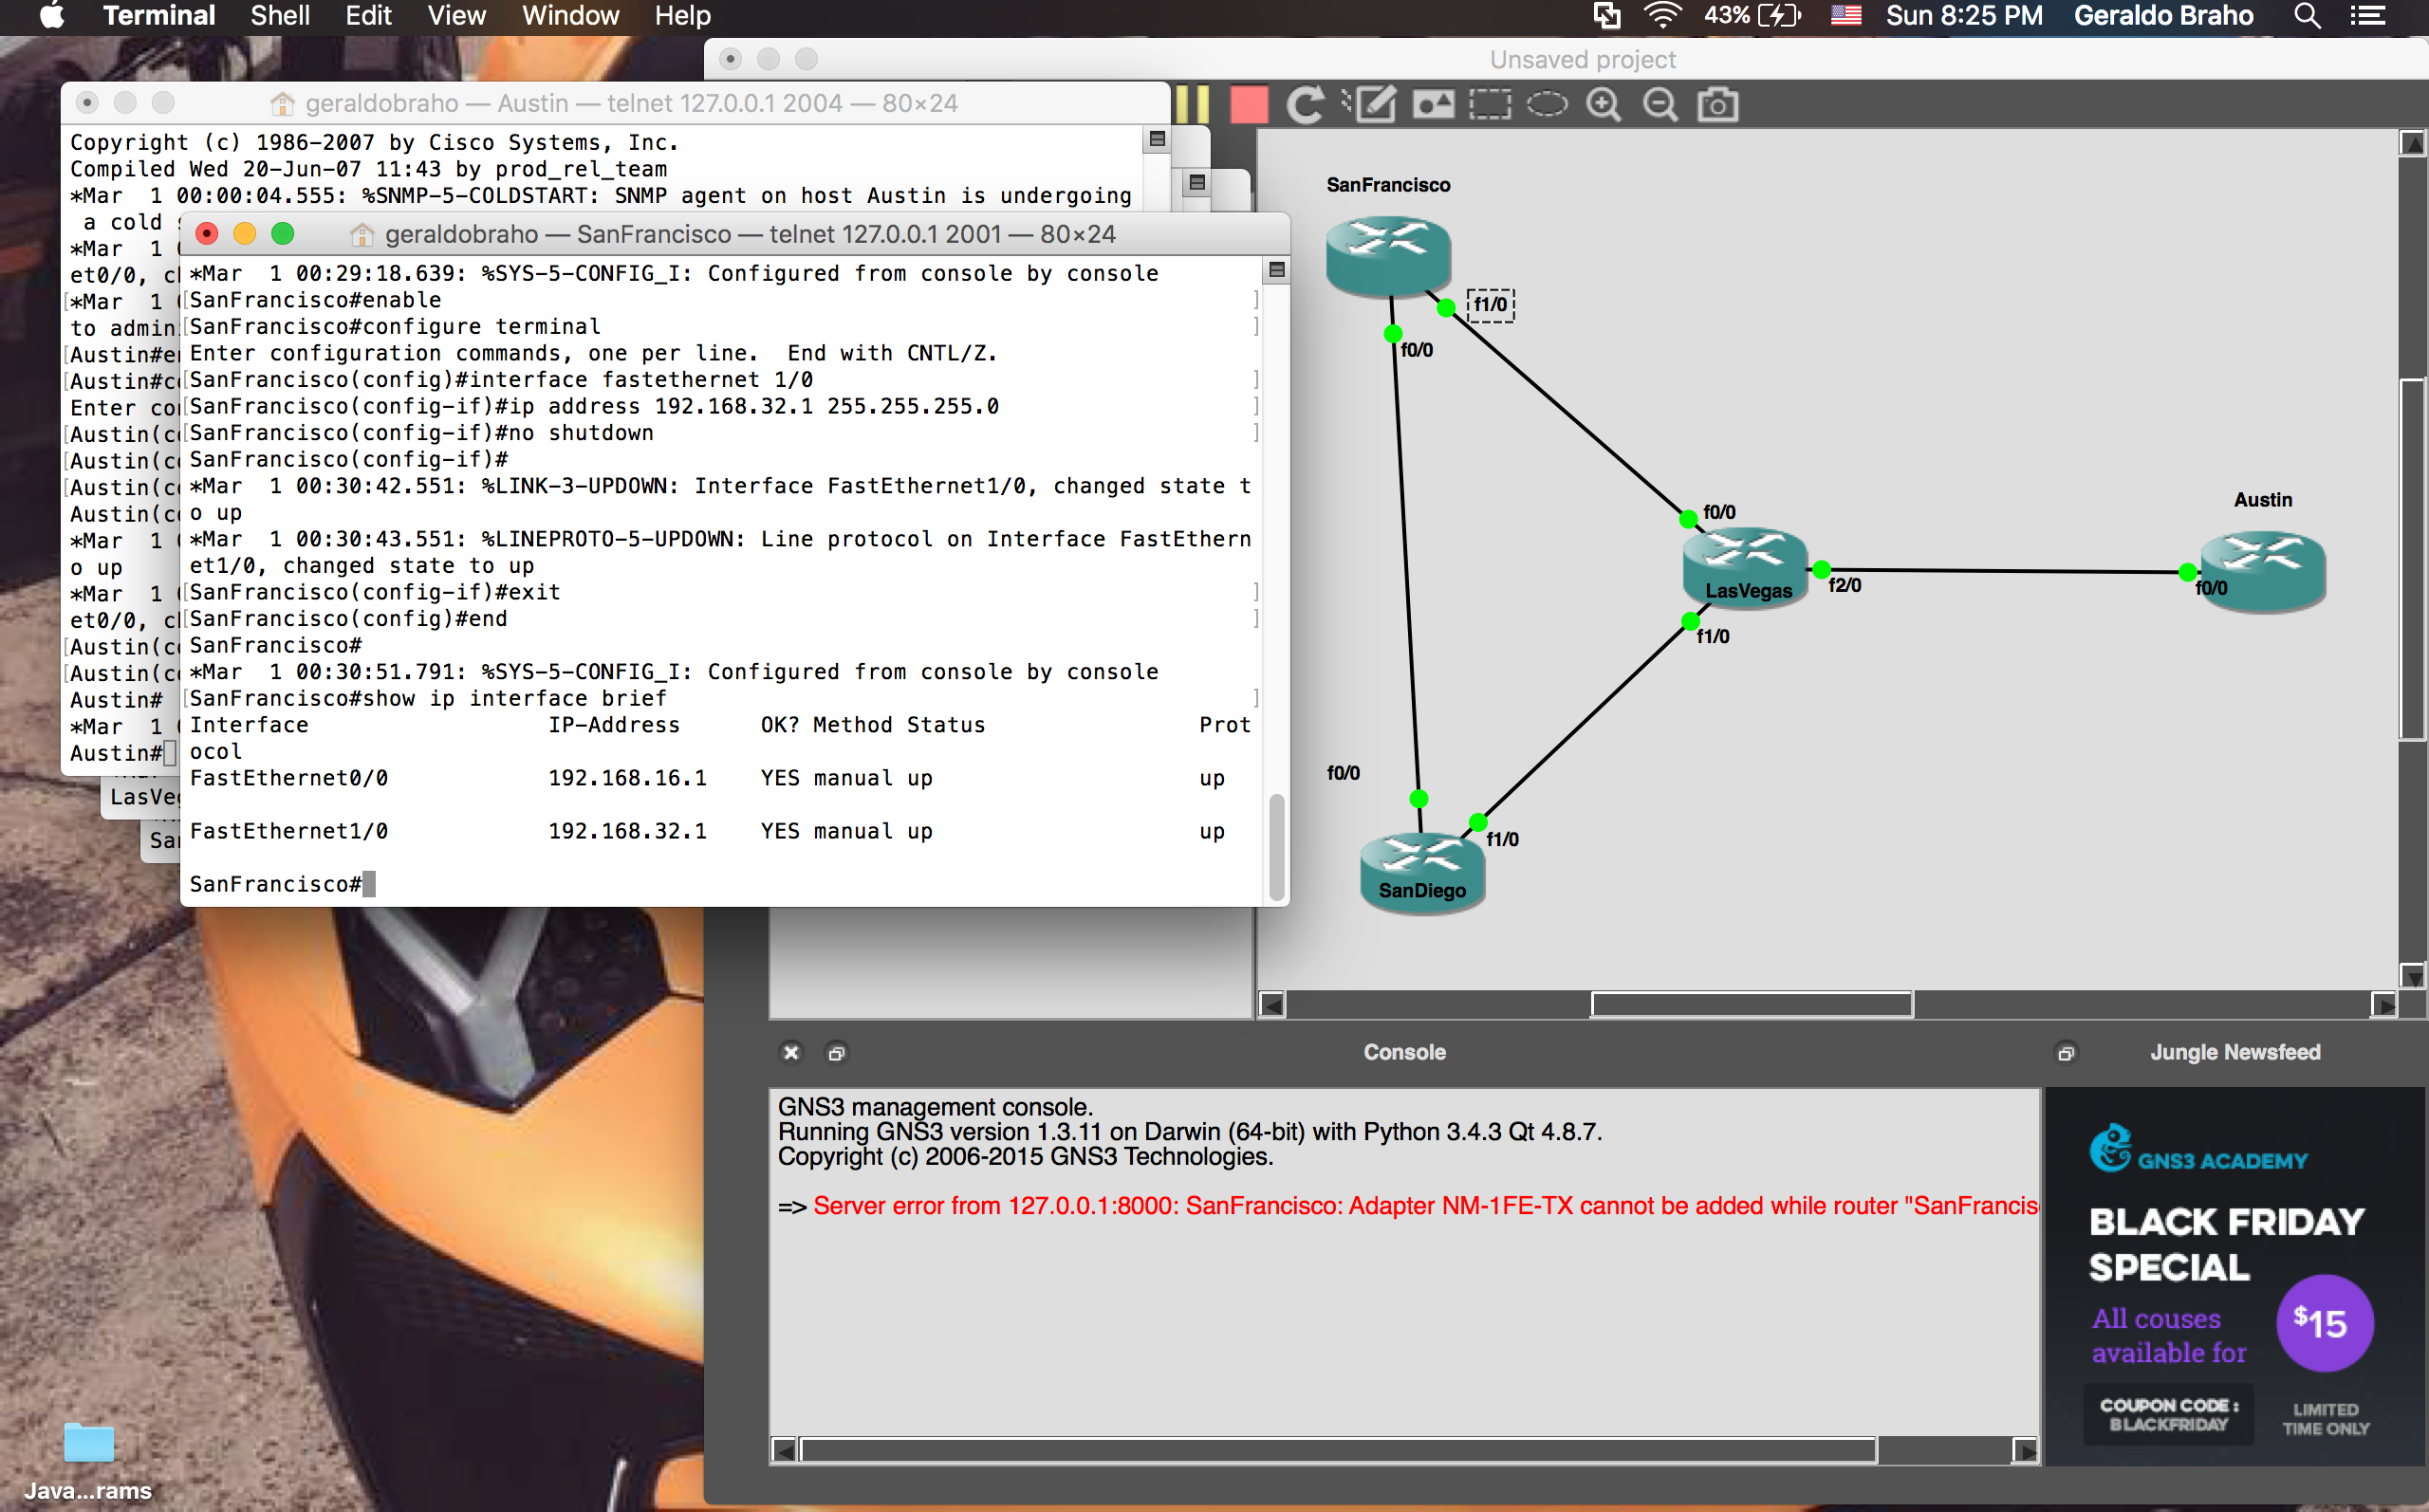 Terminal Shell Edit View Window Help
43% Sun 8:25 PM Geraldo Braho
Unsaved project
geraldobraho — Austin — telnet 127.0.0.1 2004 — 80×24
Copyright (c) 1986-2007 by Cisco Systems, Inc.
Compiled Wed 20-Jun-07 11:43 by prod_rel_team
*Mar  1 00:00:04.555: %SNMP-5-COLDSTART: SNMP agent on host Austin is undergoing
a cold
*Mar  1
et0/0,
*Mar  1
to admin
Austin#
Austin#
Enter
Austin(
Austin(
Austin(
Austin(
*Mar  1
o up
*Mar  1
et0/0,
Austin(
Austin(
Austin#
*Mar  1
Austin#
geraldobraho — SanFrancisco — telnet 127.0.0.1 2001 — 80×24
*Mar  1 00:29:18.639: %SYS-5-CONFIG_I: Configured from console by console
[SanFrancisco#enable ]
[SanFrancisco#configure terminal ]
Enter configuration commands, one per line.  End with CNTL/Z.
[SanFrancisco(config)#interface fastethernet 1/0 ]
[SanFrancisco(config-if)#ip address 192.168.32.1 255.255.255.0 ]
[SanFrancisco(config-if)#no shutdown ]
SanFrancisco(config-if)#
*Mar  1 00:30:42.551: %LINK-3-UPDOWN: Interface FastEthernet1/0, changed state t
o up
*Mar  1 00:30:43.551: %LINEPROTO-5-UPDOWN: Line protocol on Interface FastEthern
et1/0, changed state to up
[SanFrancisco(config-if)#exit ]
[SanFrancisco(config)#end ]
SanFrancisco#
*Mar  1 00:30:51.791: %SYS-5-CONFIG_I: Configured from console by console
[SanFrancisco#show ip interface brief ]
Interface IP-Address OK? Method Status Prot
ocol
FastEthernet0/0 192.168.16.1 YES manual up up
FastEthernet1/0 192.168.32.1 YES manual up up
SanFrancisco#
SanFrancisco
f1/0
f0/0
f0/0
Austin
LasVegas
f2/0
f0/0
f1/0
f0/0
f1/0
SanDiego
Console
GNS3 management console.
Running GNS3 version 1.3.11 on Darwin (64-bit) with Python 3.4.3 Qt 4.8.7.
Copyright (c) 2006-2015 GNS3 Technologies.
=> Server error from 127.0.0.1:8000: SanFrancisco: Adapter NM-1FE-TX cannot be added while router "SanFrancis
Jungle Newsfeed
GNS3 ACADEMY
BLACK FRIDAY
SPECIAL
All couses
available for
$15
COUPON CODE :
BLACKFRIDAY
LIMITED
TIME ONLY
Java...rams